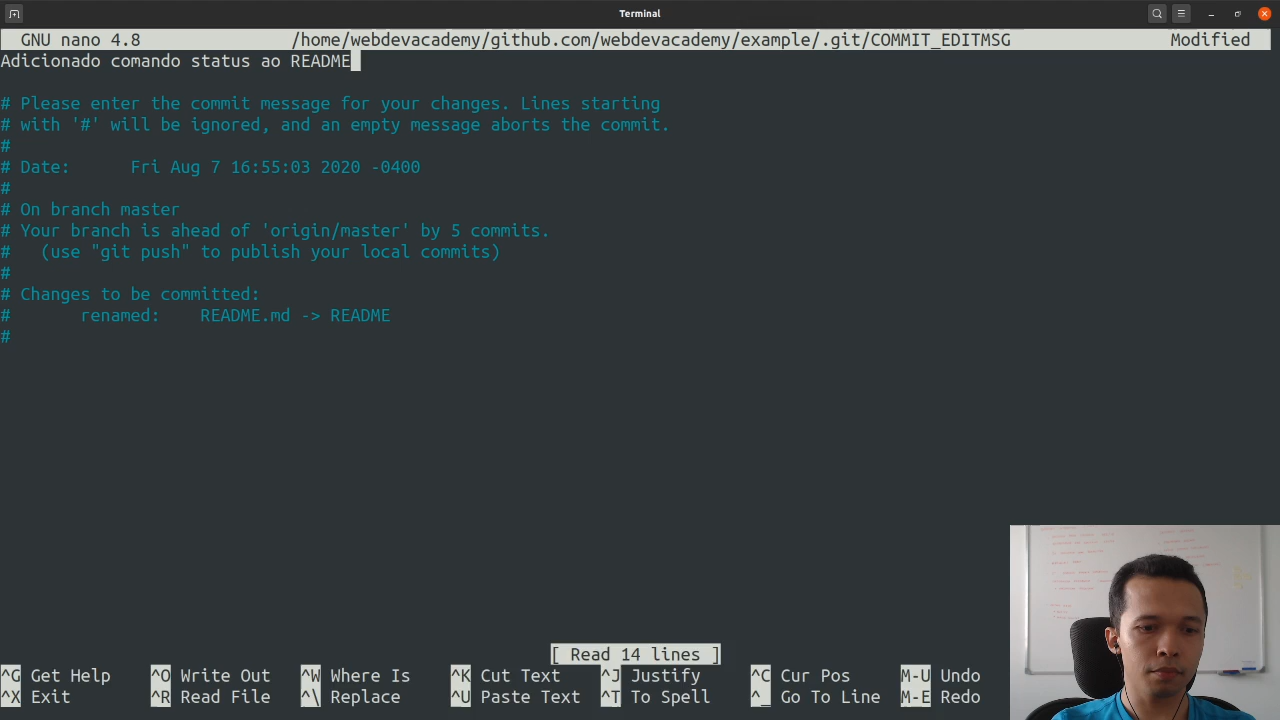 Terminal
GNU nano 4.8 /home/webdevacademy/github.com/webdevacademy/example/.git/COMMIT_EDITMSG Modified
Adicionado comando status ao README
# Please enter the commit message for your changes. Lines starting
# with '#' will be ignored, and an empty message aborts the commit.
#
# Date: Fri Aug 7 16:55:03 2020 -0400
#
# On branch master
# Your branch is ahead of 'origin/master' by 5 commits.
# (use "git push" to publish your local commits)
#
# Changes to be committed:
# renamed: README.md -> README
#
[ Read 14 lines ]
^G Get Help ^O Write Out ^W Where Is ^K Cut Text ^J Justify ^C Cur Pos M-U Undo
^X Exit ^R Read File ^\ Replace ^U Paste Text ^T To Spell ^_ Go To Line M-E Redo